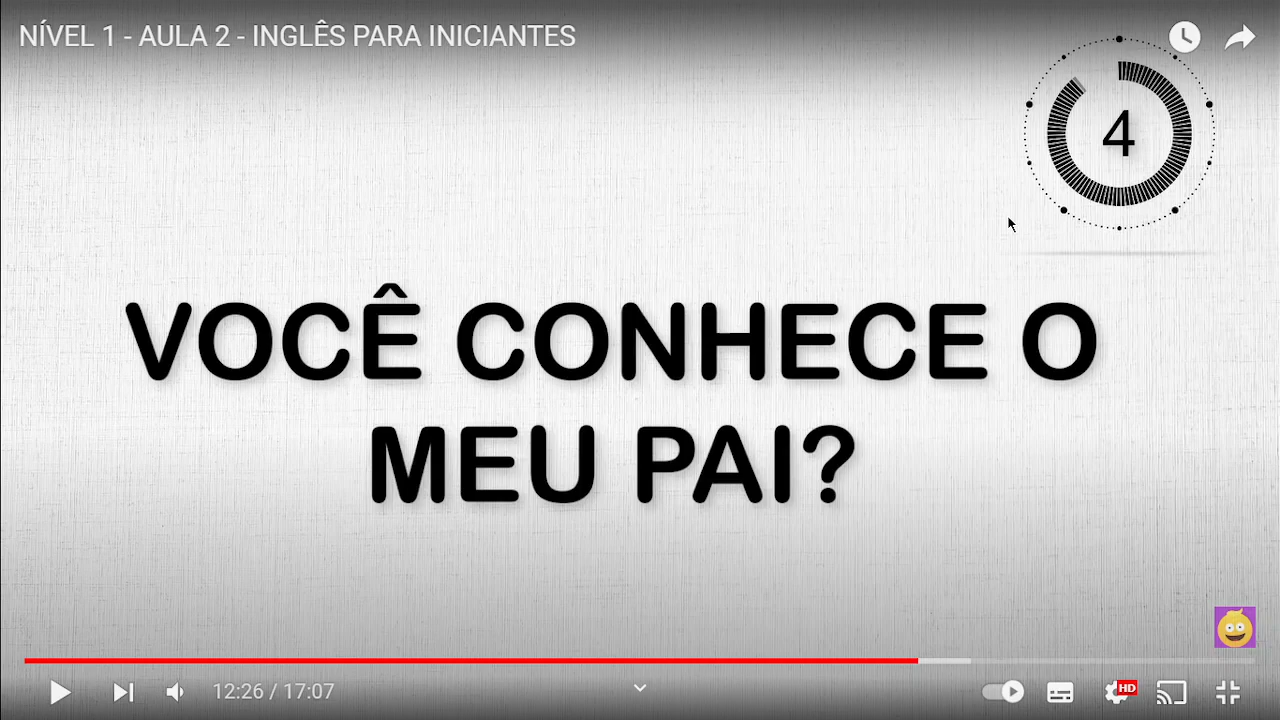 NÍVEL 1 - AULA 2 - INGLÊS PARA INICIANTES
4
VOCÊ CONHECE O
MEU PAI?
12:26 / 17:07
HD